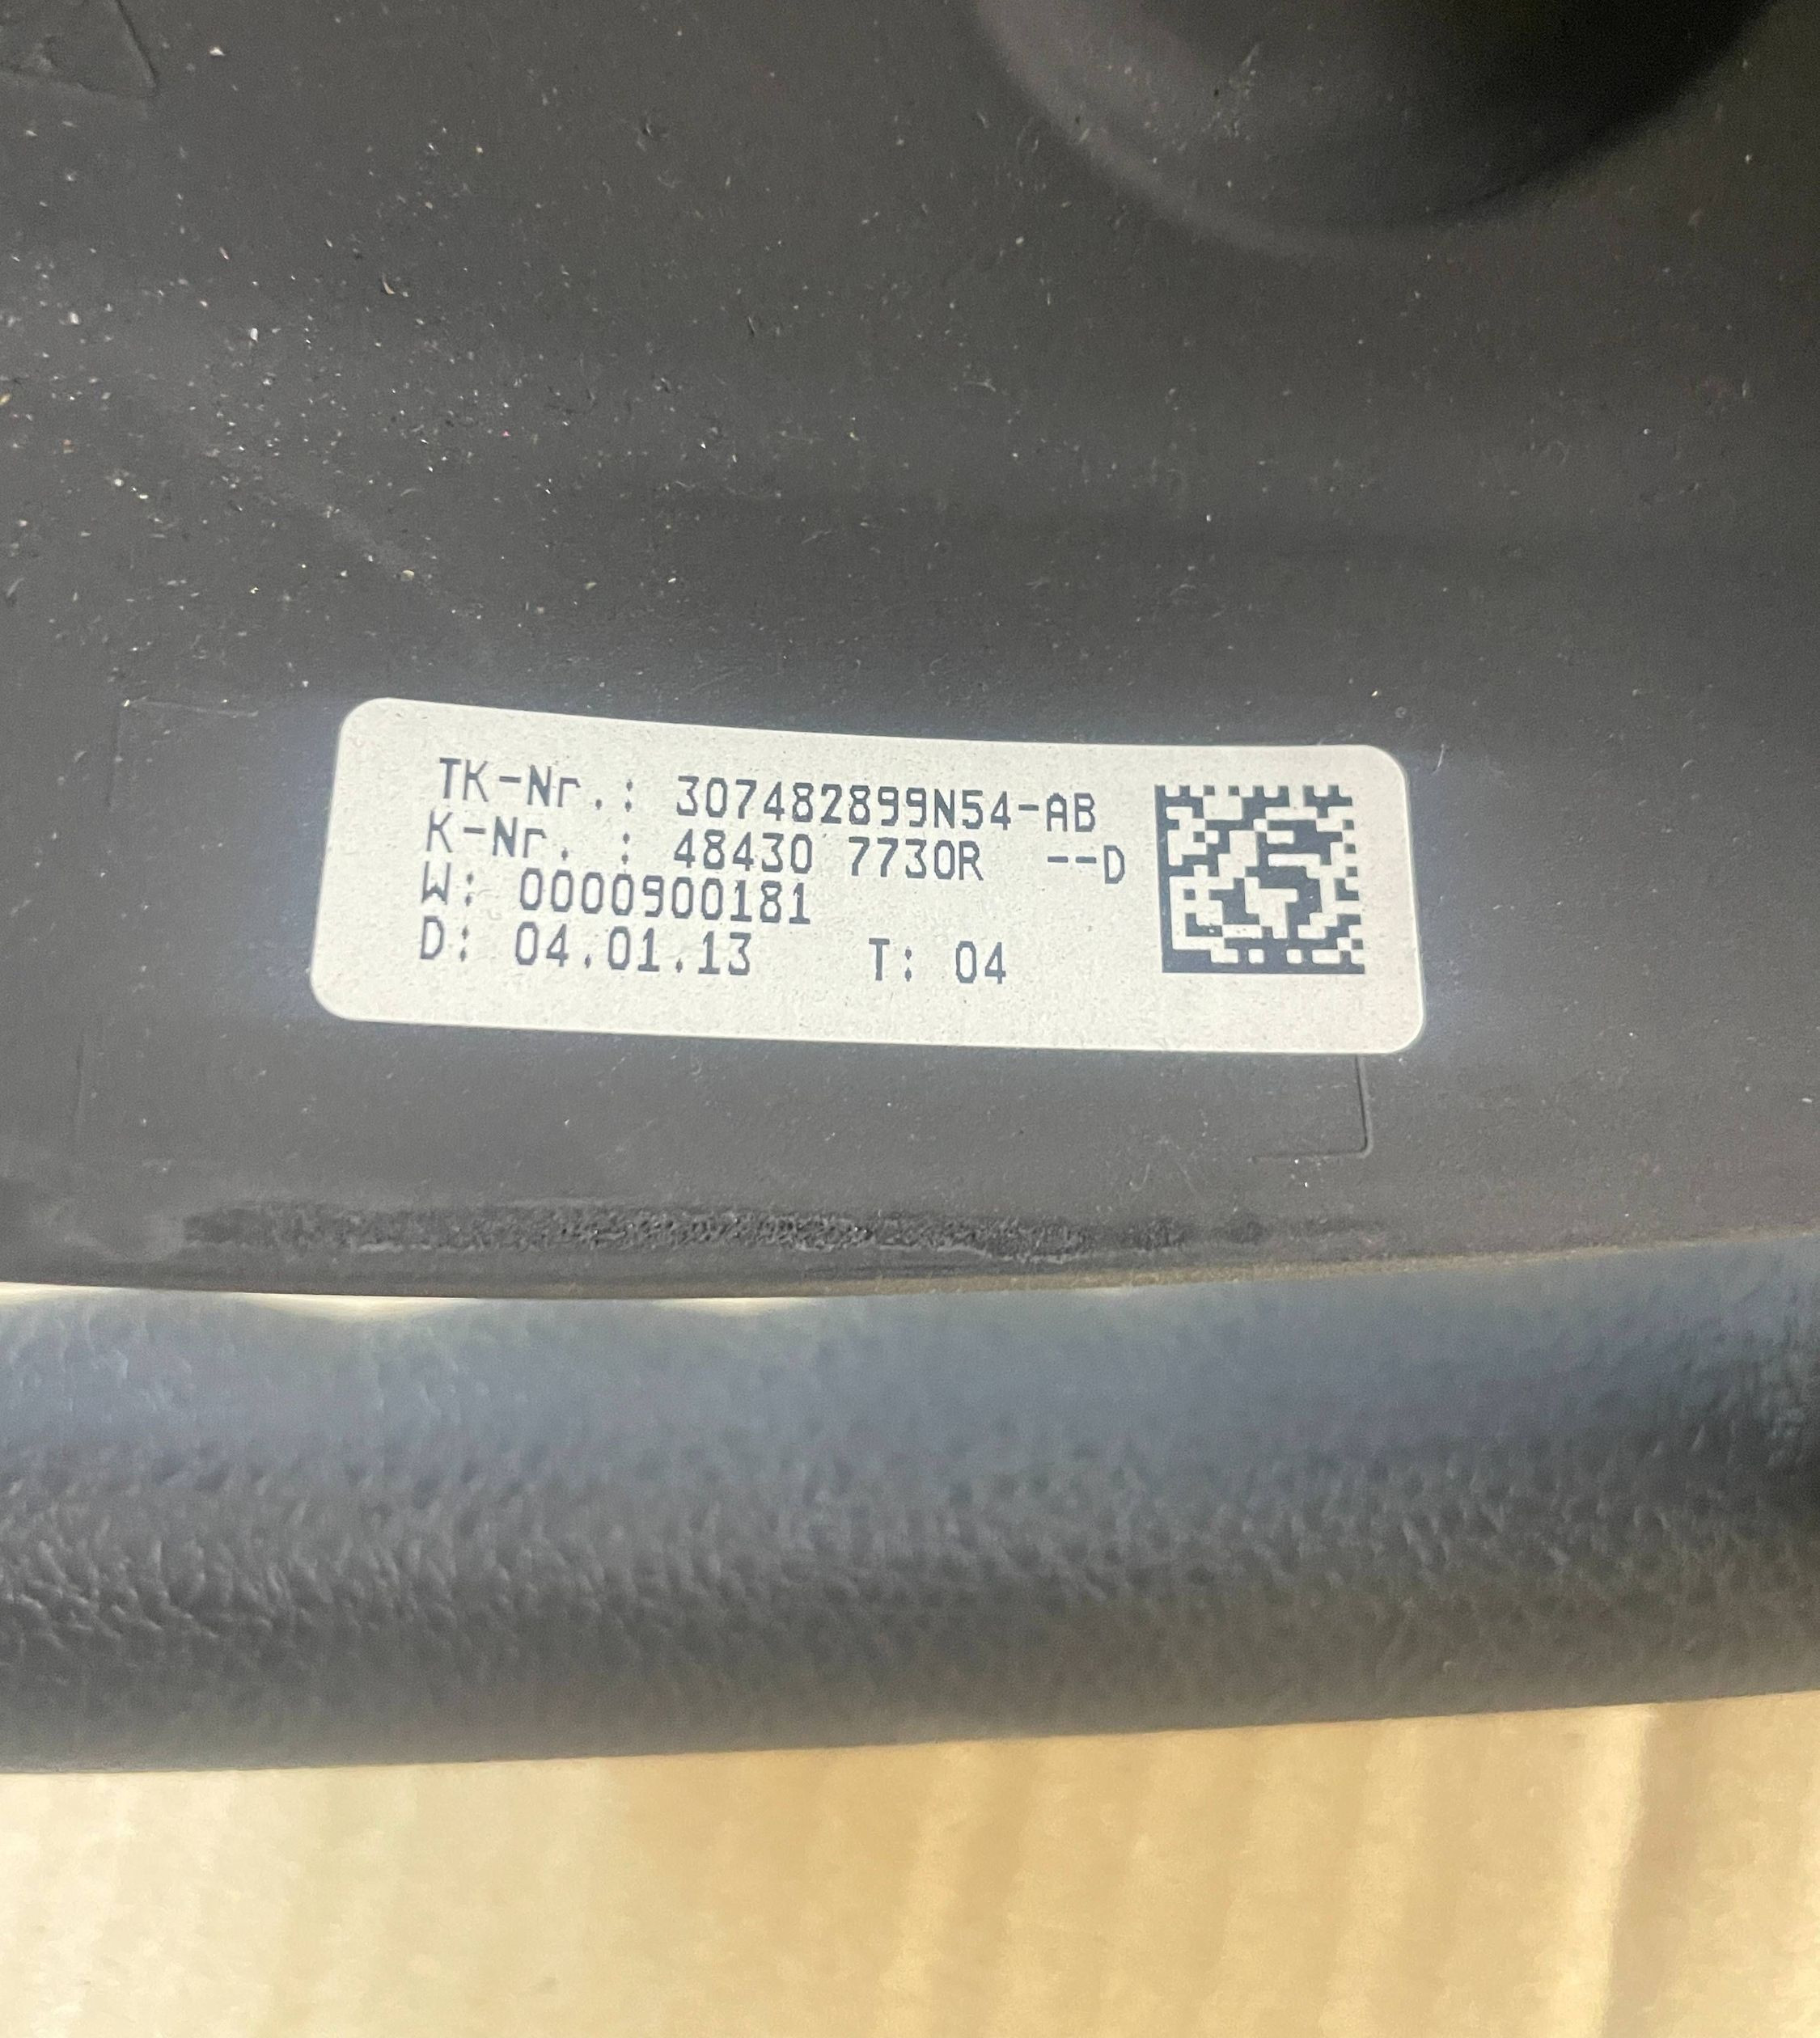 TK-Nr.: 307482899N54-AB
K-Nr. : 48430 7730R --D
W: 0000900181
D: 04.01.13 T: 04